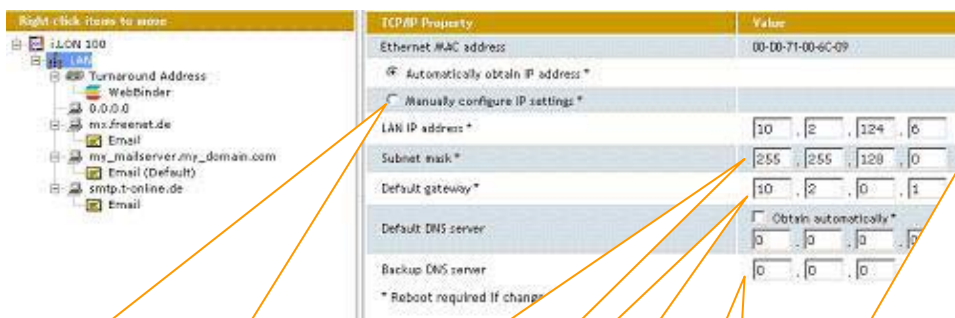 Right-click items to move
i.LON 100
LAN
Turnaround Address
WebBinder
0.0.0.0
mx.freenet.de
Email
my_mailserver.my_domain.com
Email (Default)
smtp.t-online.de
Email
TCP/IP Property Value
Ethernet MAC address 00-D0-71-00-6C-09
Automatically obtain IP address *
Manually configure IP settings *
LAN IP address * 10 . 2 . 124 . 6
Subnet mask * 255 . 255 . 128 . 0
Default gateway * 10 . 2 . 0 . 1
Default DNS server
Obtain automatically *
0 . 0 . 0 . 0
Backup DNS server 0 . 0 . 0
* Reboot required if change